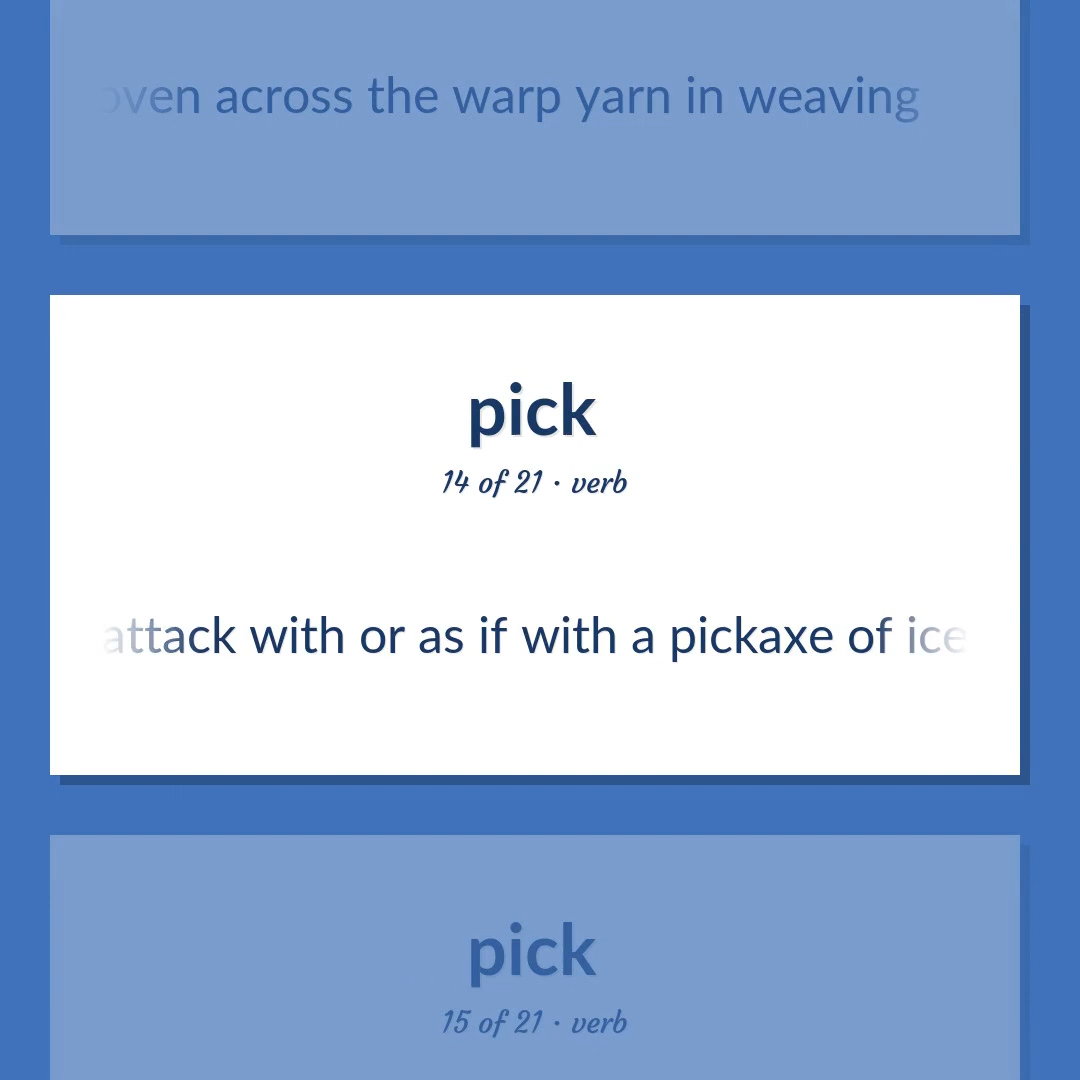 across the warp yarn in weaving
pick
14 of 21 · verb
attack with or as if with a pickaxe of ice
pick
15 of 21 · verb